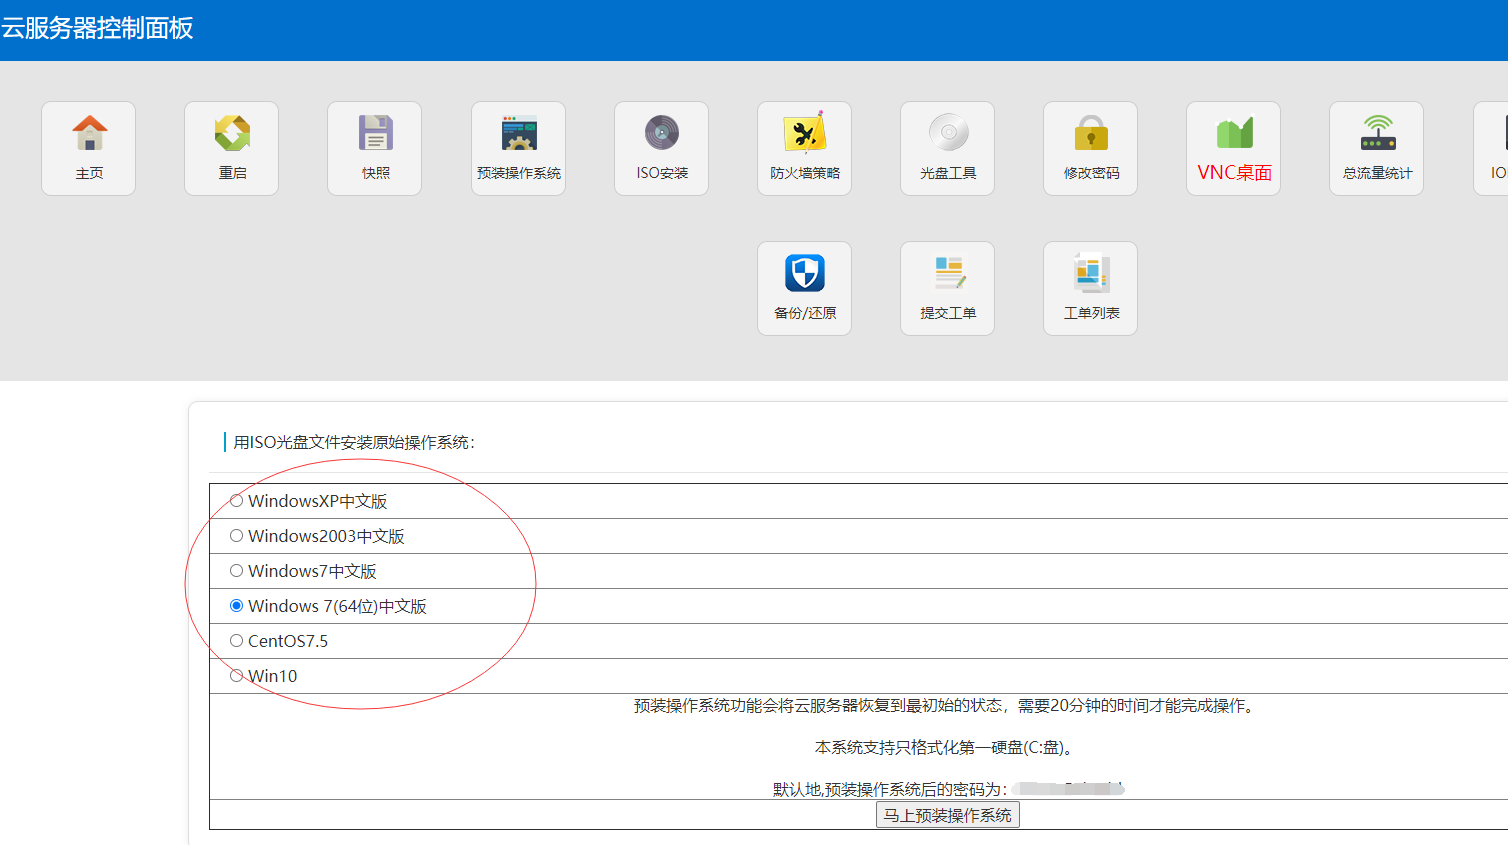 云服务器控制面板
主页
重启
快照
预装操作系统
ISO安装
防火墙策略
光盘工具
修改密码
VNC桌面
总流量统计
备份/还原
提交工单
工单列表
用ISO光盘文件安装原始操作系统：
WindowsXP中文版
Windows2003中文版
Windows7中文版
Windows 7(64位)中文版
CentOS7.5
Win10
预装操作系统功能会将云服务器恢复到最初始的状态，需要20分钟的时间才能完成操作。
本系统支持只格式化第一硬盘(C:盘)。
默认地,预装操作系统后的密码为：
马上预装操作系统